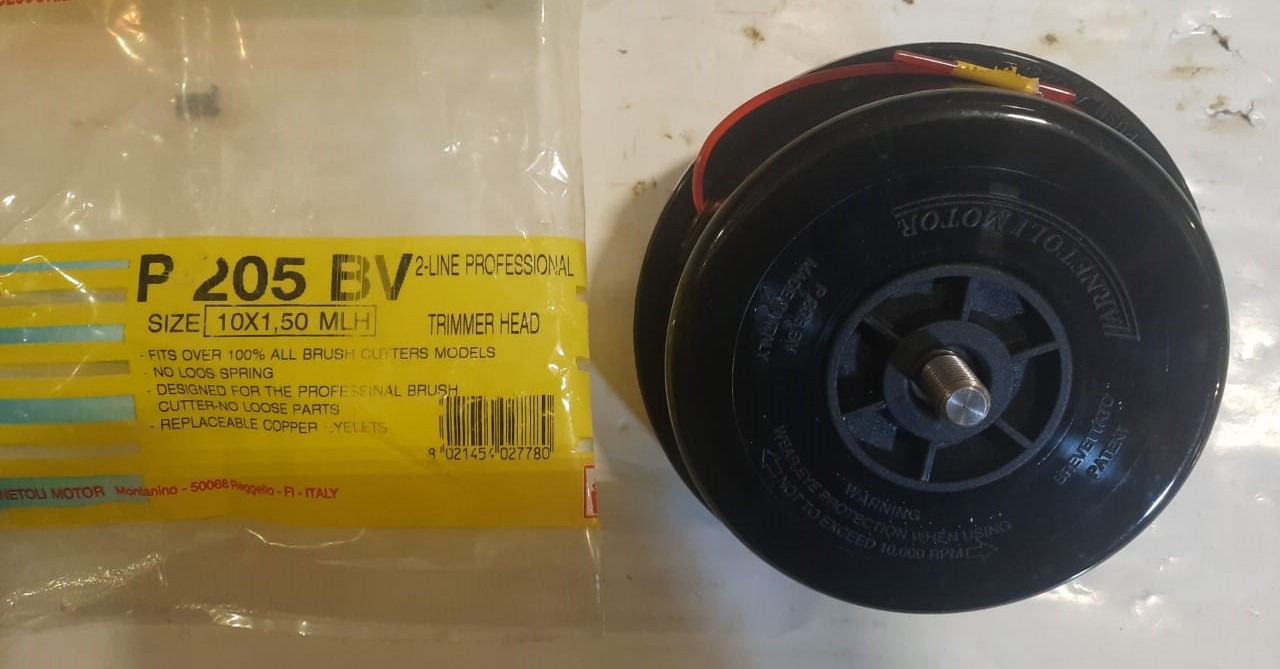 P 205 BV
2-LINE PROFESSIONAL
SIZE 10X1,50 MLH
TRIMMER HEAD
- FITS OVER 100% ALL BRUSH CUTTERS MODELS
- NO LOOS SPRING
- DESIGNED FOR THE PROFESSINAL BRUSH
CUTTER-NO LOOSE PARTS
- REPLACEABLE COPPER EYELETS
8 021454 027780
NETOLI MOTOR Montanino - 50066 Reggello - FI - ITALY
ARNETOLI MOTOR
MADE IN ITALY
BREVETTATO
PATENT
WARNING
WEAR EYE PROTECTION WHEN USING
NOT TO EXCEED 10.000 RPM